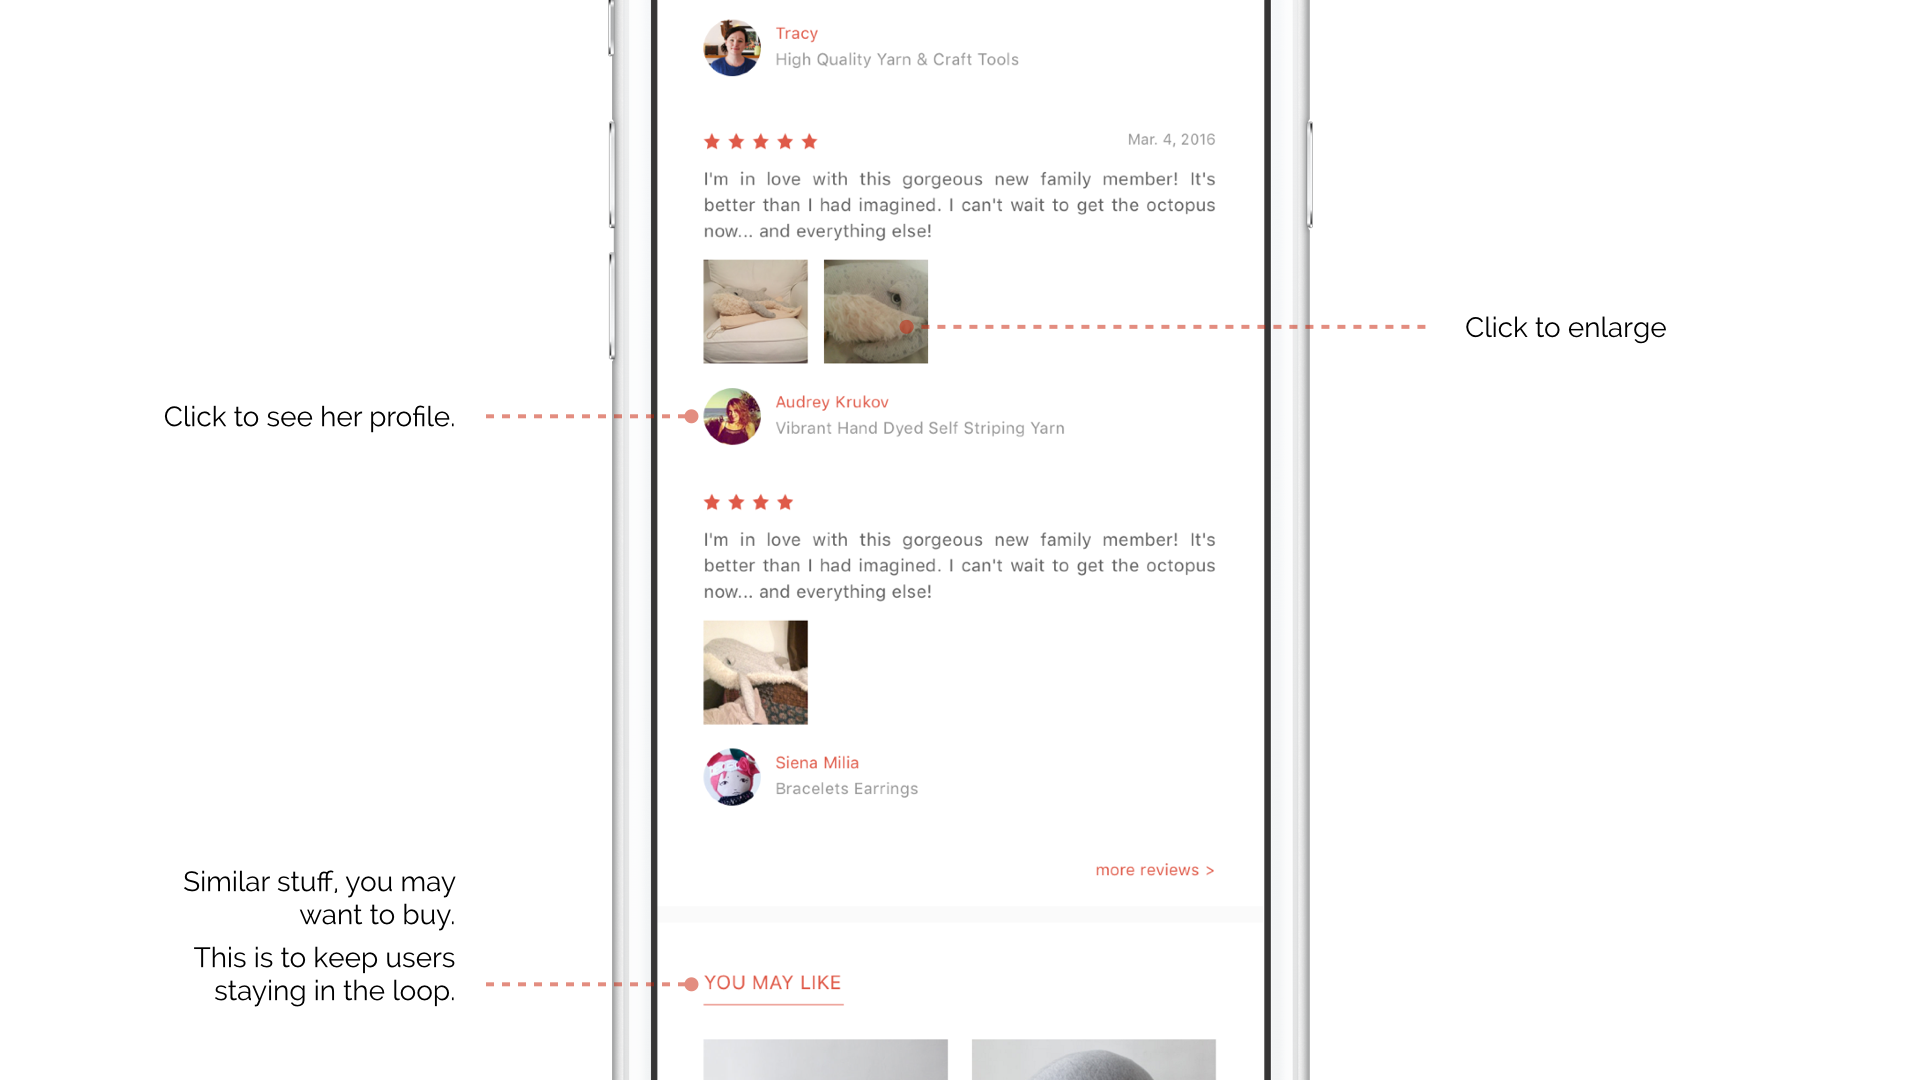 Tracy
High Quality Yarn & Craft Tools
Mar. 4, 2016
I'm in love with this gorgeous new family member! It's
better than I had imagined. I can't wait to get the octopus
now... and everything else!
Click to enlarge
Click to see her profile.
Audrey Krukov
Vibrant Hand Dyed Self Striping Yarn
I'm in love with this gorgeous new family member! It's
better than I had imagined. I can't wait to get the octopus
now... and everything else!
Siena Milia
Bracelets Earrings
more reviews >
Similar stuff, you may
want to buy.
This is to keep users
staying in the loop.
YOU MAY LIKE